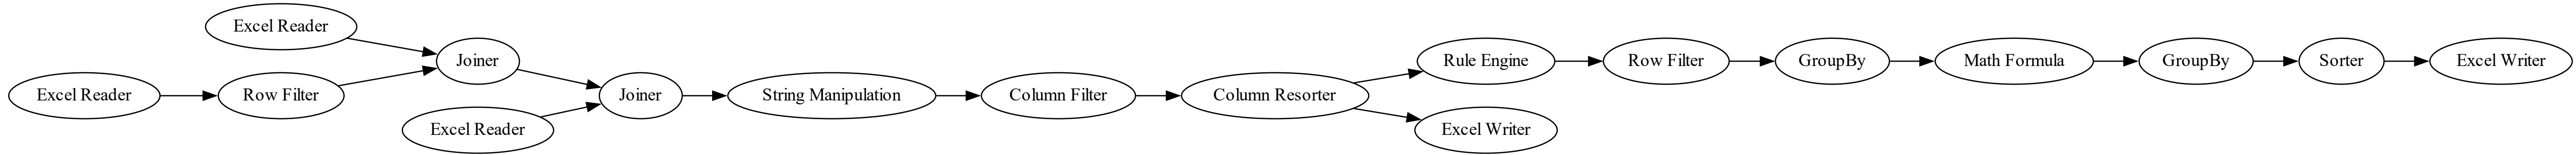 Excel Reader
Excel Reader
Row Filter
Joiner
Excel Reader
Joiner
String Manipulation
Column Filter
Column Resorter
Rule Engine
Row Filter
GroupBy
Math Formula
GroupBy
Sorter
Excel Writer
Excel Writer